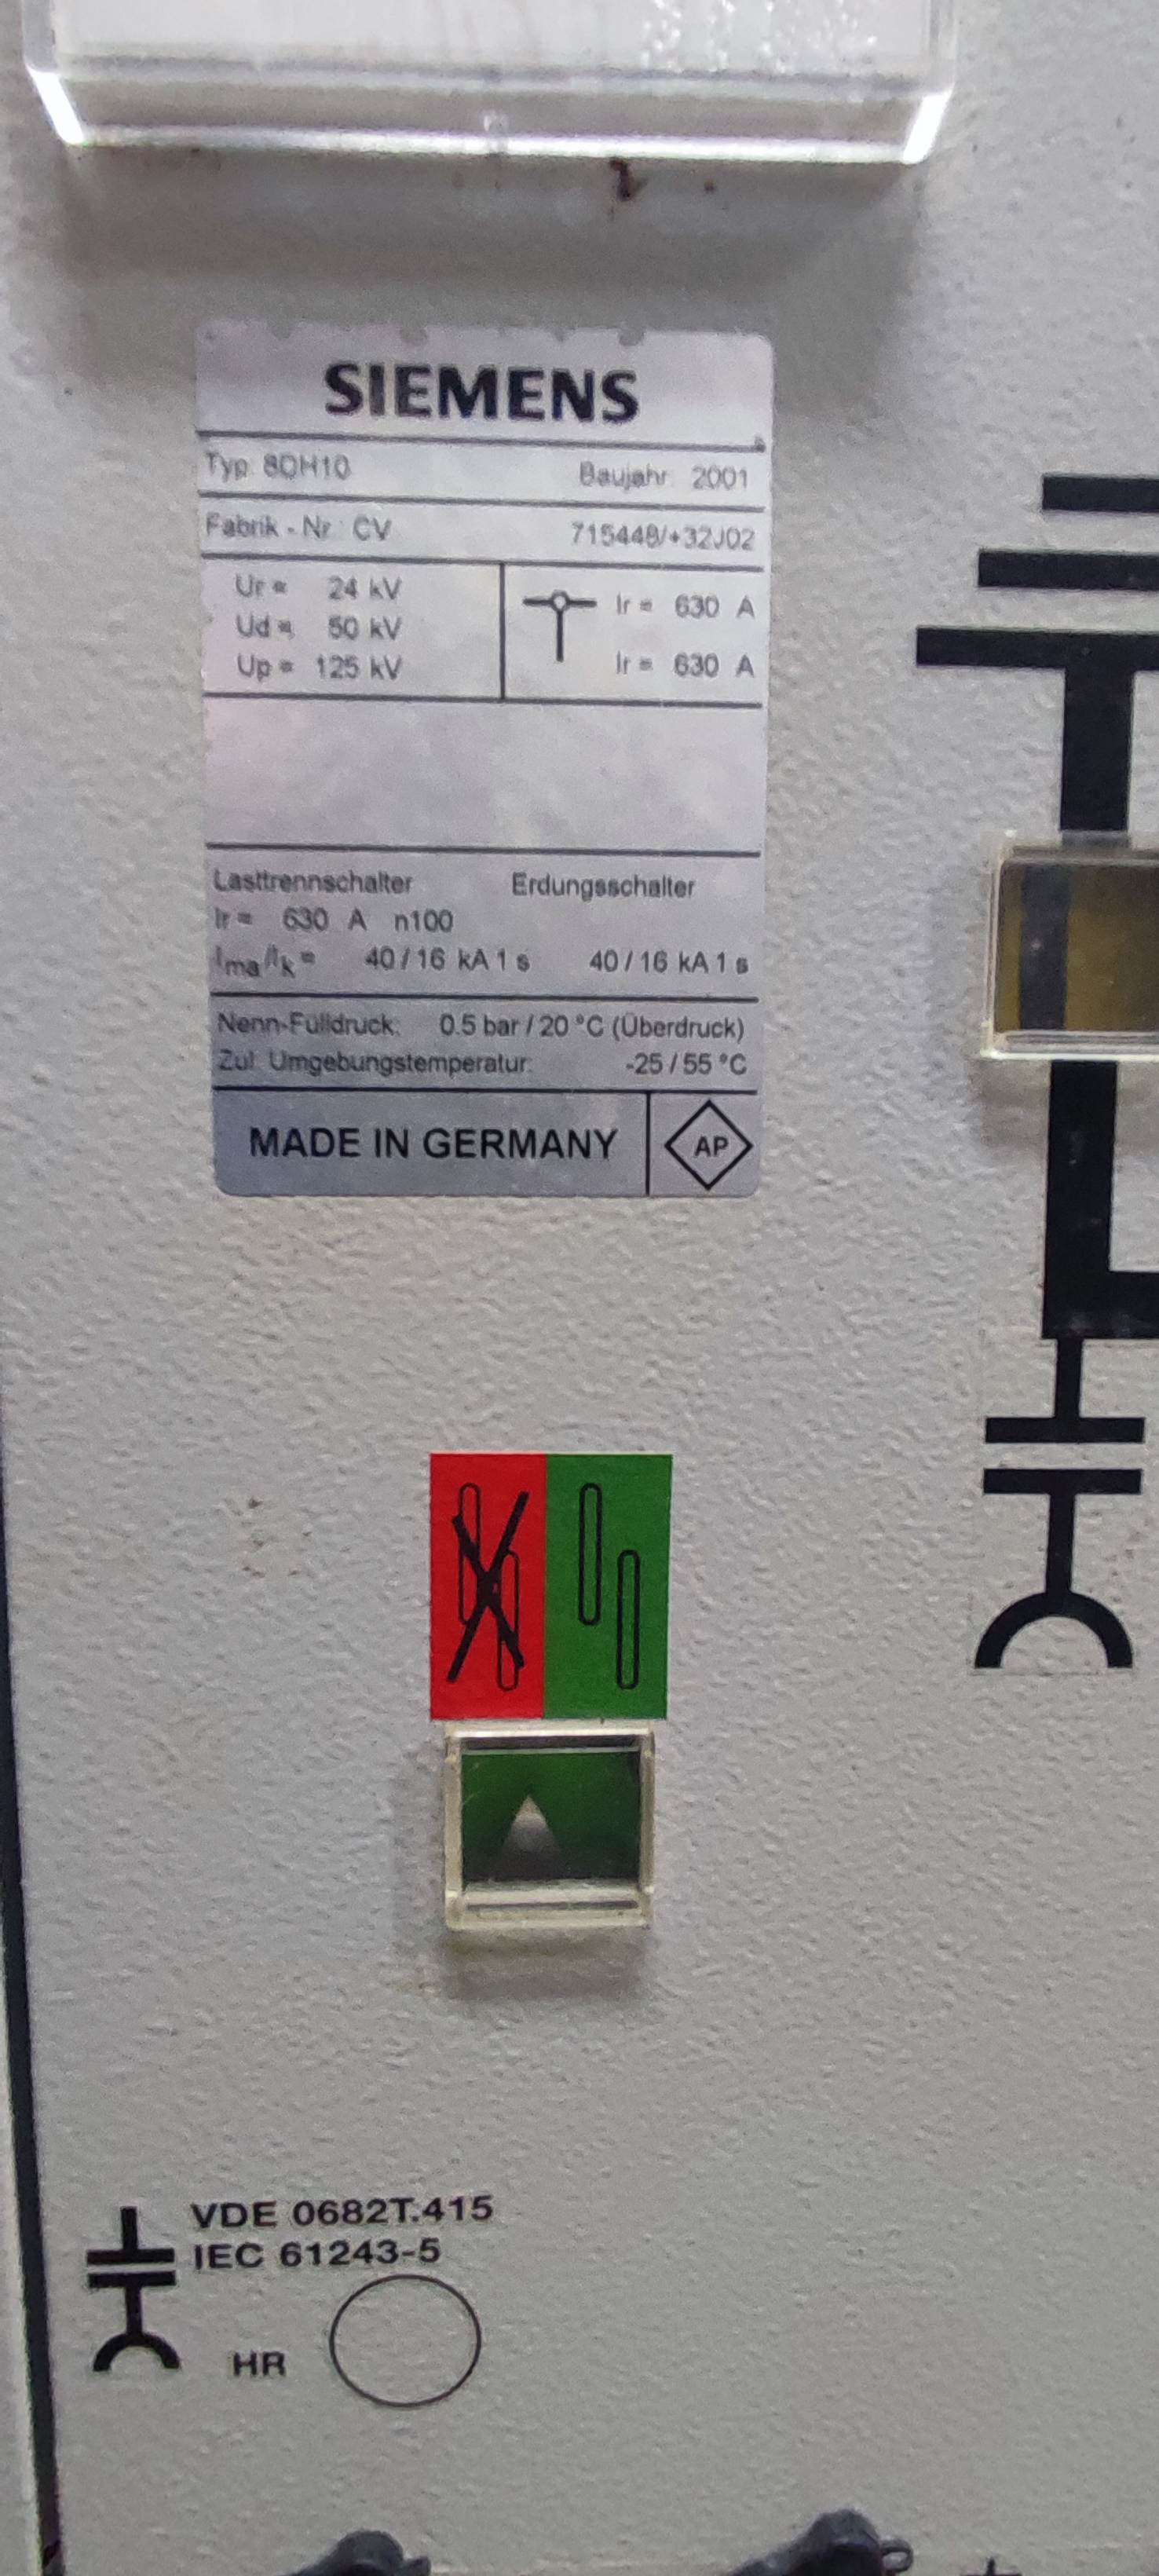 SIEMENS
Typ: 8DH10 Baujahr: 2001
Fabrik - Nr.: CV 715448/+32J02
Ur = 24 kV
Ud = 50 kV
Up = 125 kV
Ir = 630 A
Ir = 630 A
Lasttrennschalter Erdungsschalter
Ir = 630 A n100
Ima/Ik = 40 / 16 kA 1 s 40 / 16 kA 1 s
Nenn-Fülldruck: 0.5 bar / 20 °C (Überdruck)
Zul. Umgebungstemperatur: -25 / 55 °C
MADE IN GERMANY AP
VDE 0682T.415
IEC 61243-5
HR